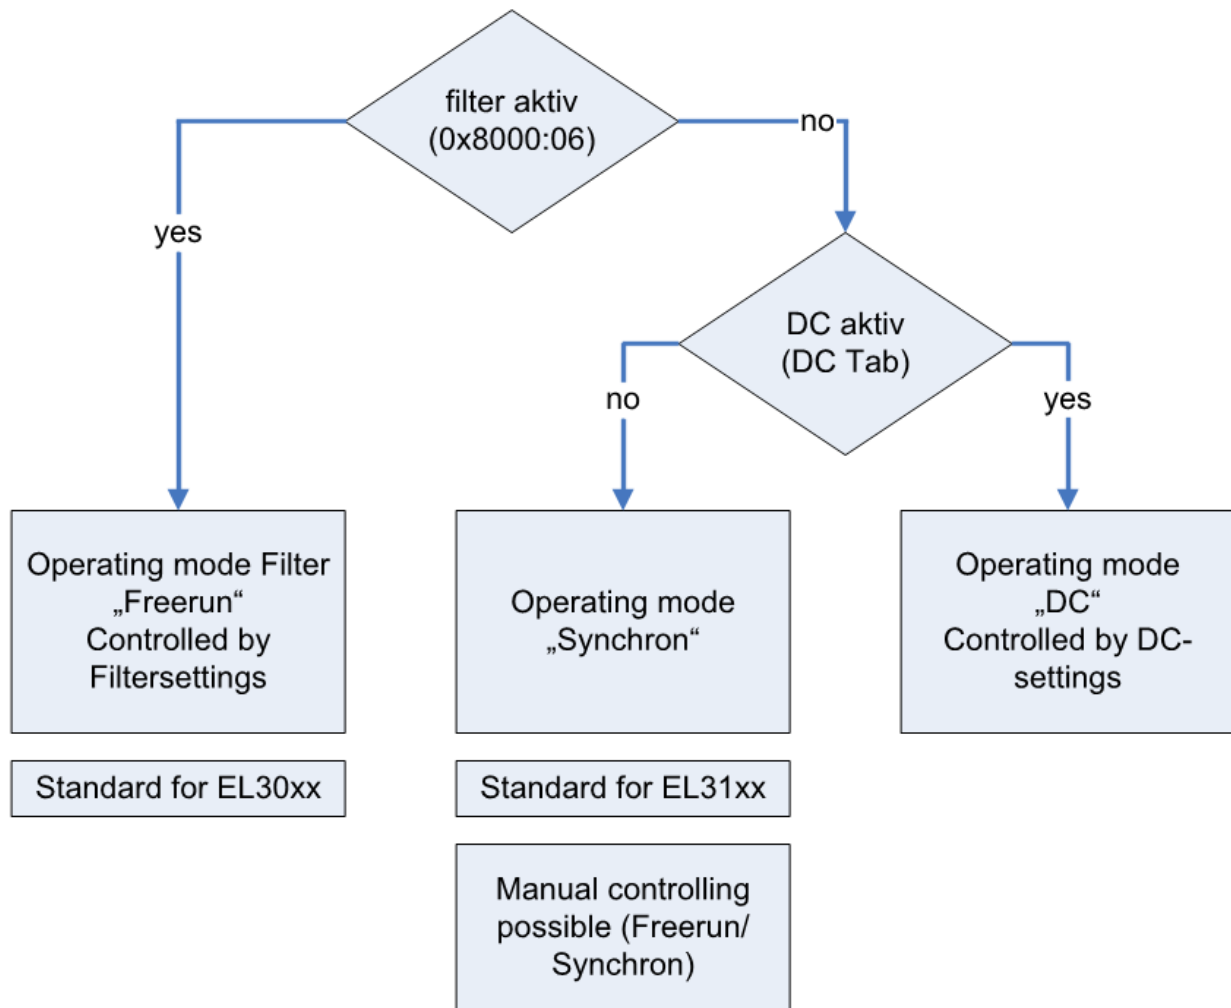 filter aktiv
(0x8000:06)
no
yes
DC aktiv
(DC Tab)
no
yes
Operating mode Filter
„Freerun“
Controlled by
Filtersettings
Operating mode
„Synchron“
Operating mode
„DC“
Controlled by DC-
settings
Standard for EL30xx
Standard for EL31xx
Manual controlling
possible (Freerun/
Synchron)